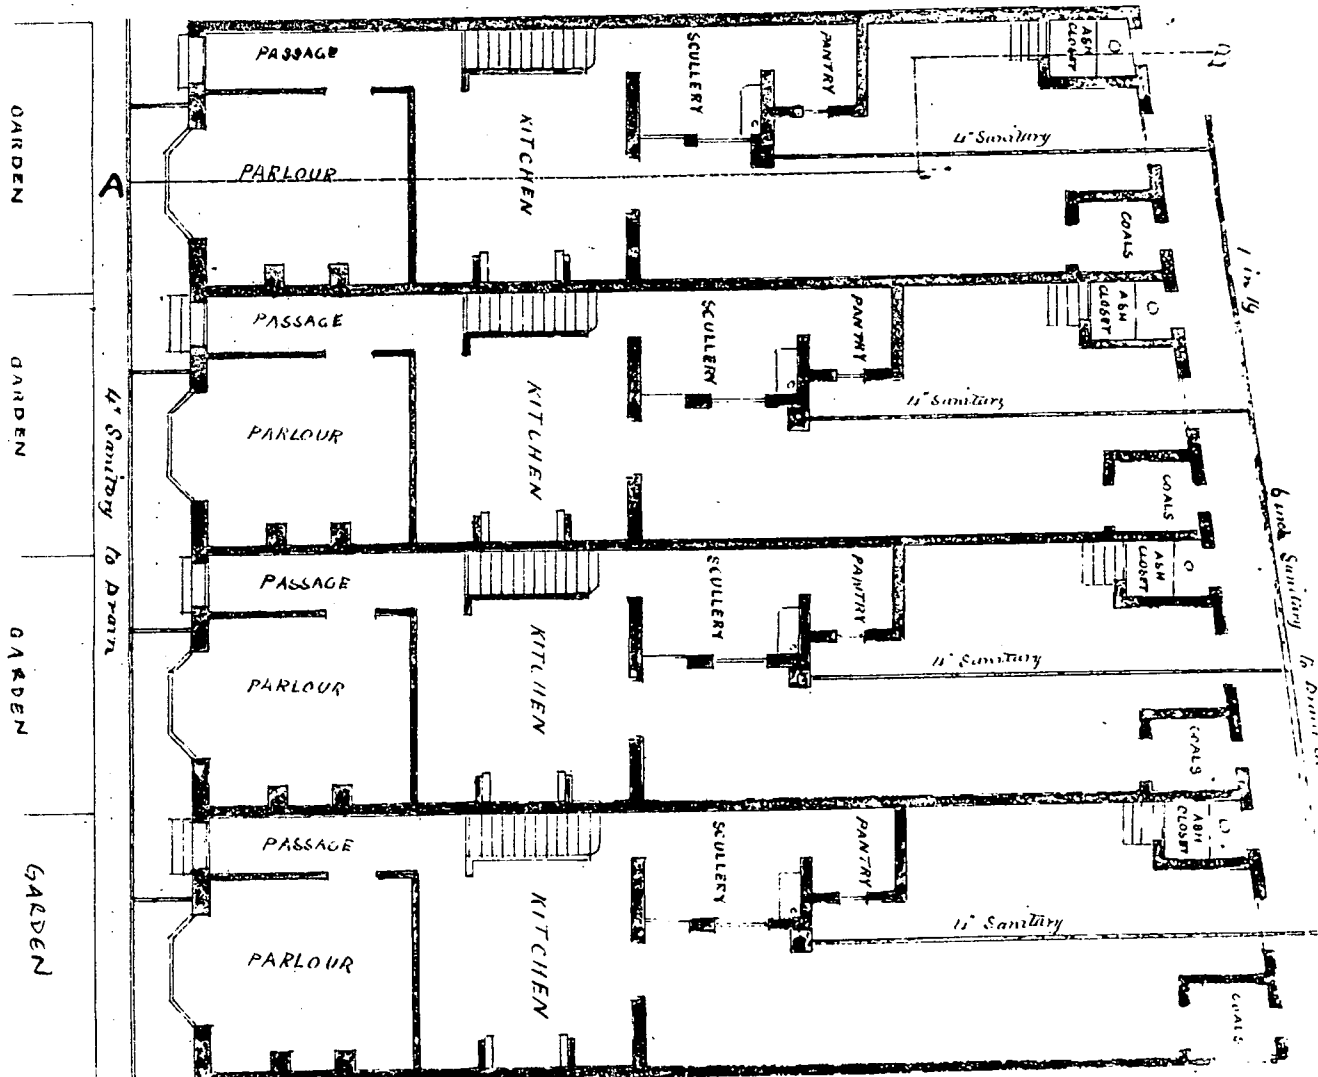 GARDEN
A
PASSAGE
PARLOUR
KITCHEN
SCULLERY
PANTRY
4" Sanitary
ASH
CLOSET
COALS
GARDEN
PASSAGE
PARLOUR
KITCHEN
SCULLERY
PANTRY
4" Sanitary
ASH
CLOSET
COALS
GARDEN
PASSAGE
PARLOUR
KITCHEN
SCULLERY
PANTRY
4" Sanitary
ASH
CLOSET
COALS
GARDEN
PASSAGE
PARLOUR
KITCHEN
SCULLERY
PANTRY
4" Sanitary
ASH
CLOSET
COALS
4" Sanitary to Drain
1 in
6 inch Sanitary to Drain